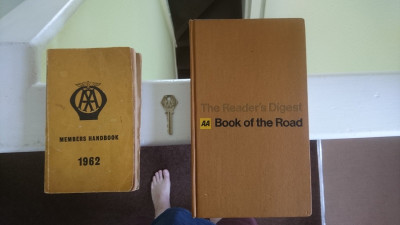 AA
MEMBERS HANDBOOK
1962
The Reader's Digest
AA Book of the Road